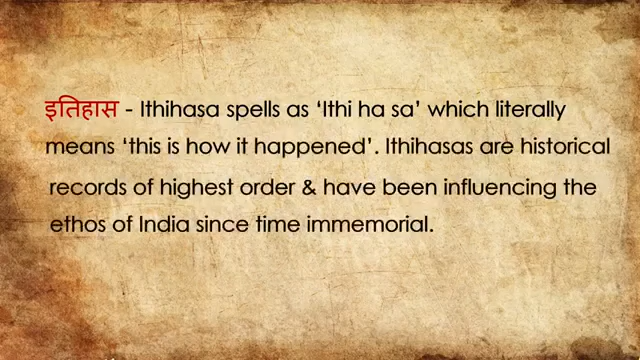 इतिहास - Ithihasa spells as ‘Ithi ha sa’ which literally
means ‘this is how it happened’. Ithihasas are historical
records of highest order & have been influencing the
ethos of India since time immemorial.